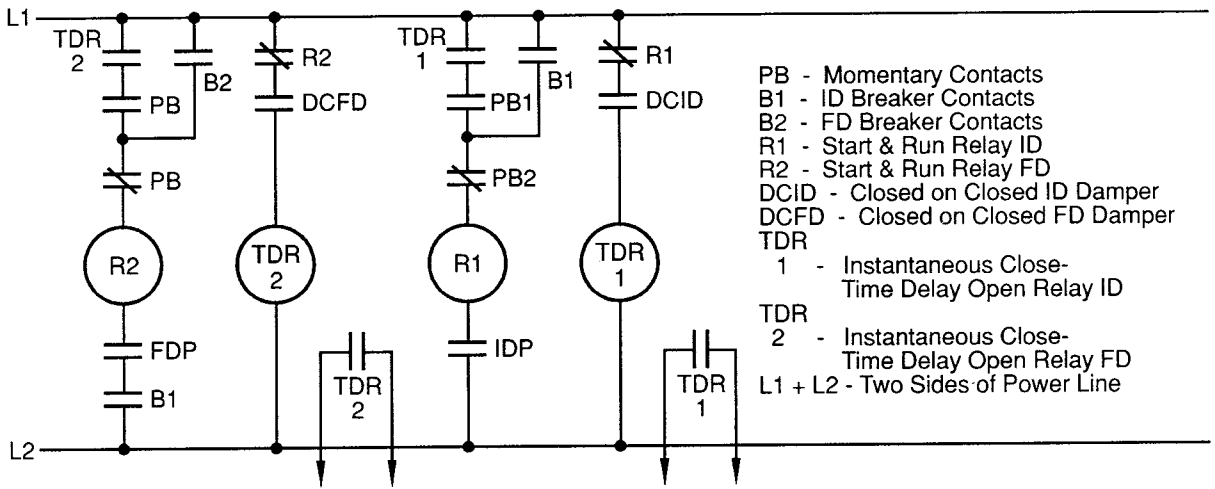 L1
TDR
2
B2
PB
PB
R2
FDP
B1
R2
DCFD
TDR
2
TDR
2
TDR
1
B1
PB1
PB2
R1
IDP
R1
DCID
TDR
1
TDR
1
L2
PB - Momentary Contacts
B1 - ID Breaker Contacts
B2 - FD Breaker Contacts
R1 - Start & Run Relay ID
R2 - Start & Run Relay FD
DCID - Closed on Closed ID Damper
DCFD - Closed on Closed FD Damper
TDR
1 - Instantaneous Close-
Time Delay Open Relay ID
TDR
2 - Instantaneous Close-
Time Delay Open Relay FD
L1 + L2 - Two Sides of Power Line